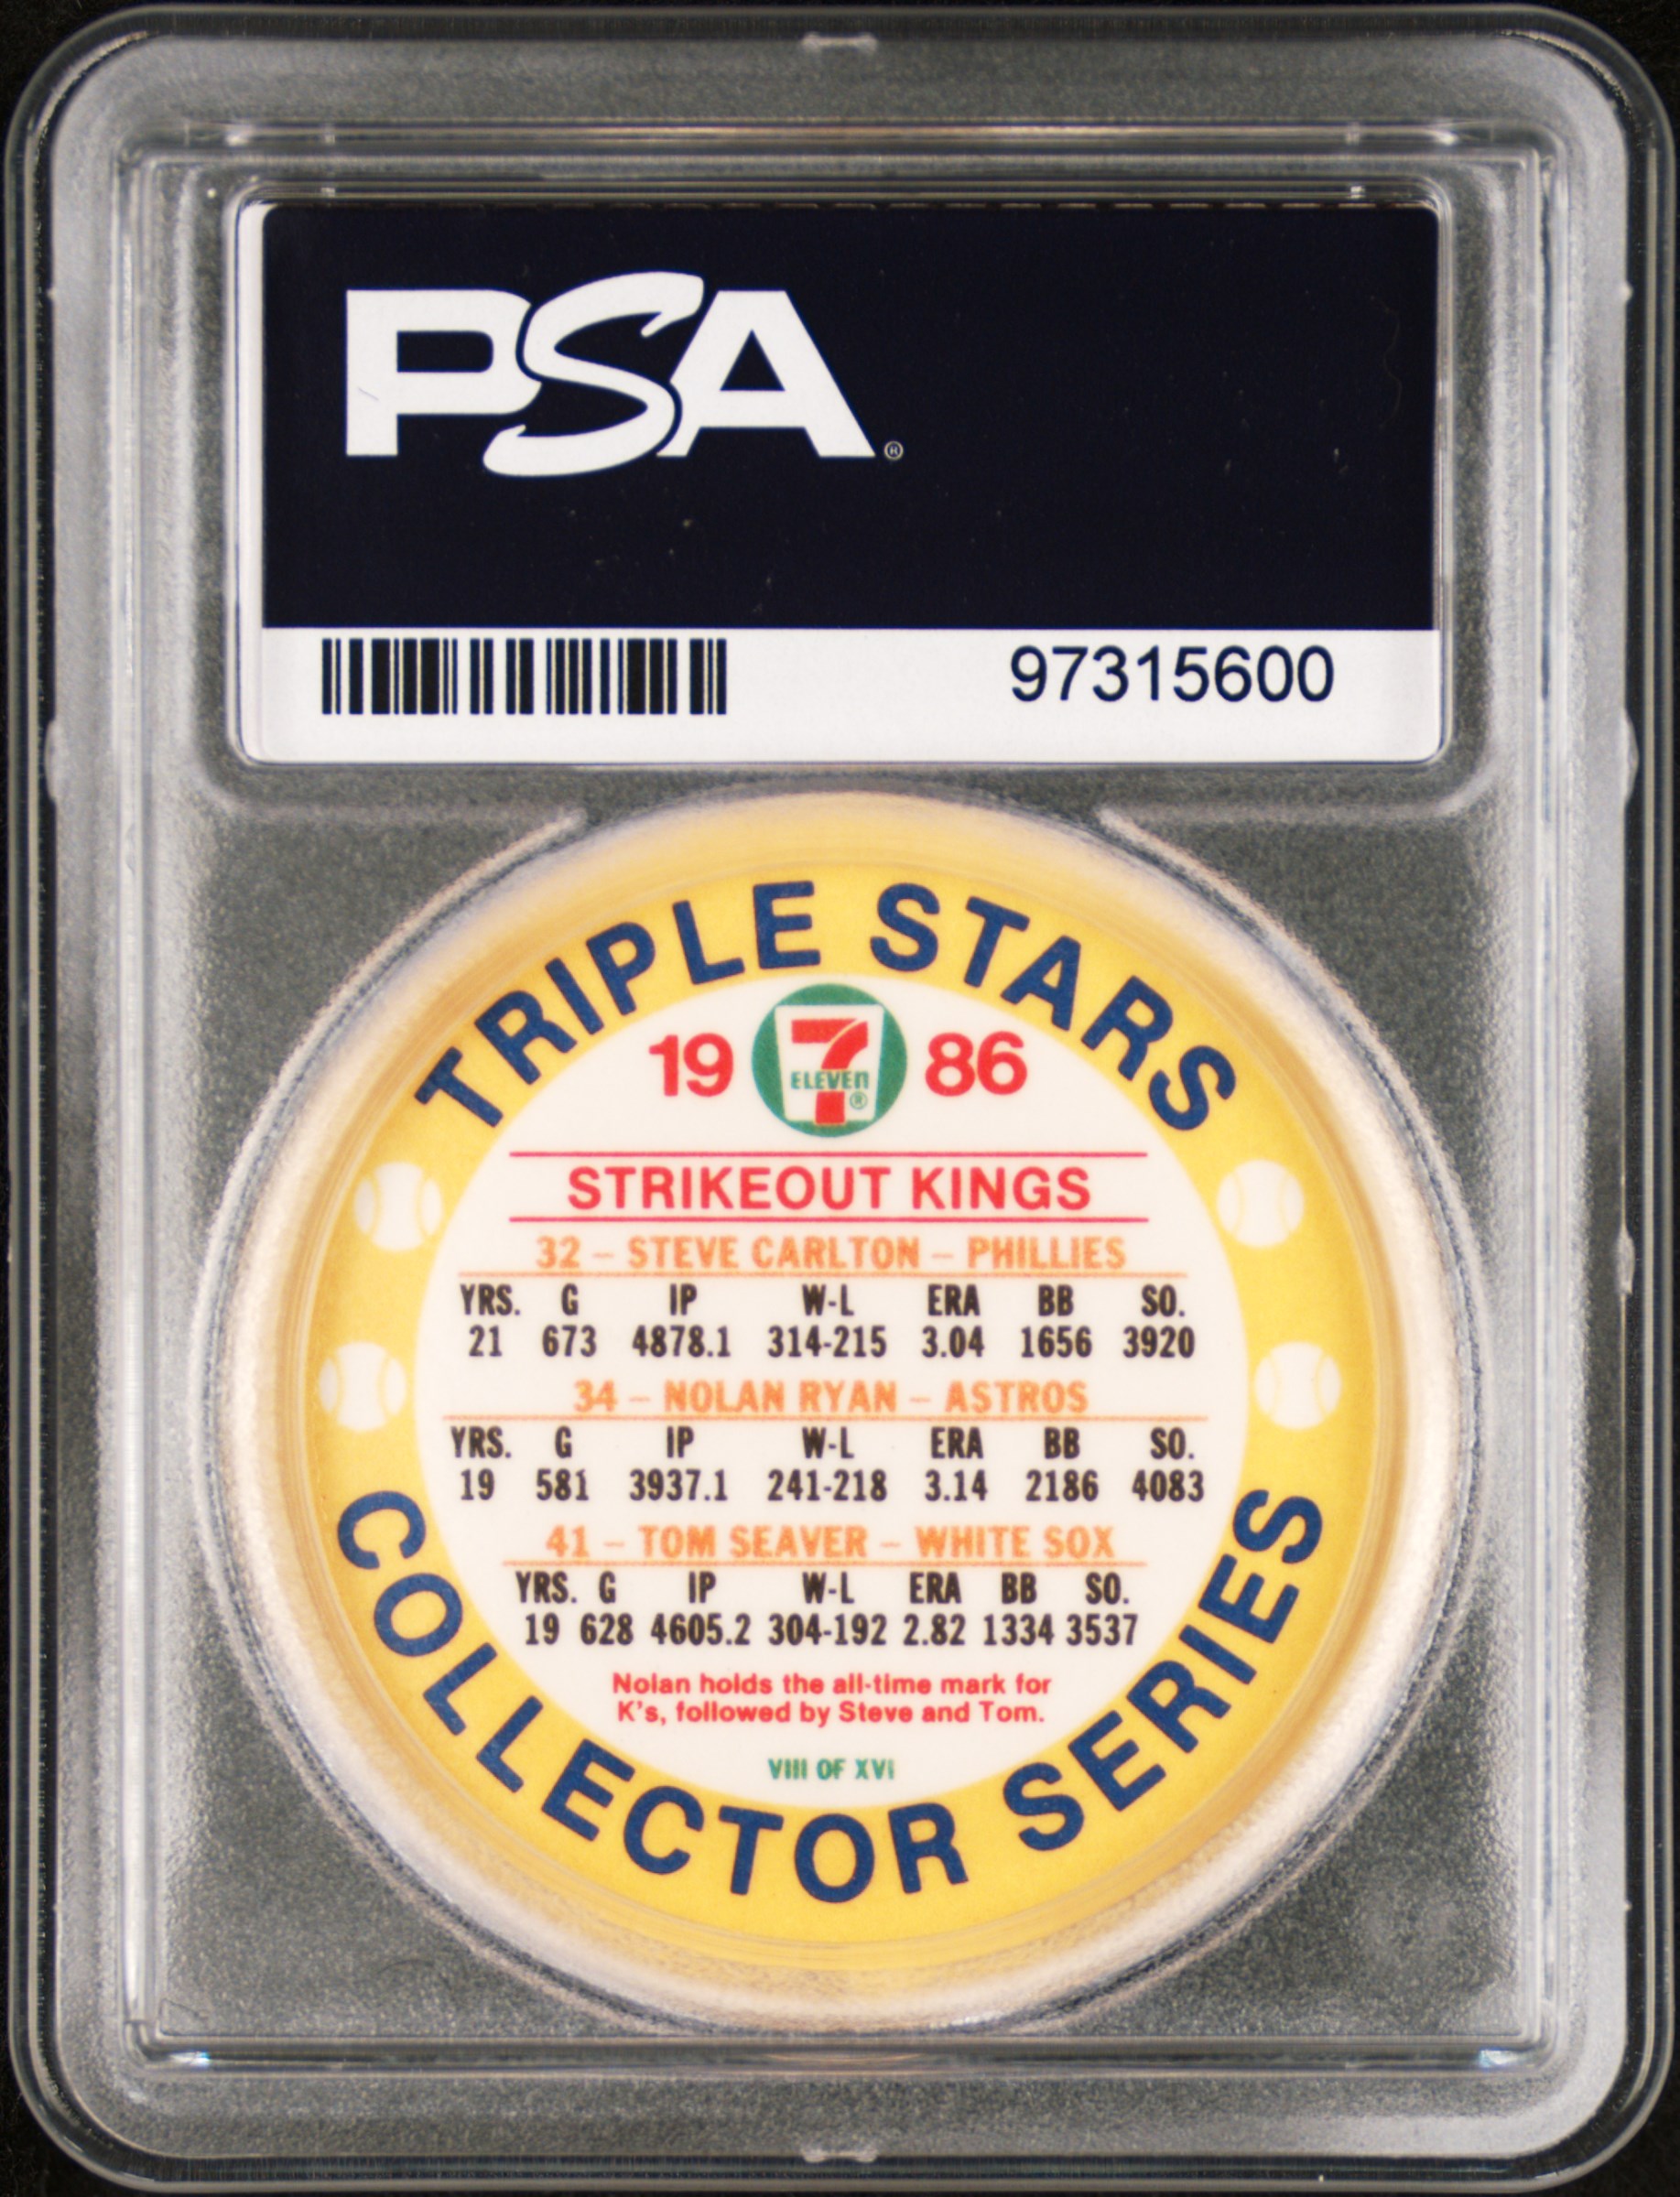 PSA®
97315600
TRIPLE STARS
19 7 ELEVEN ® 86
STRIKEOUT KINGS
32 – STEVE CARLTON – PHILLIES
YRS. G IP W-L ERA BB SO.
21 673 4878.1 314-215 3.04 1656 3920
34 – NOLAN RYAN – ASTROS
YRS. G IP W-L ERA BB SO.
19 581 3937.1 241-218 3.14 2186 4083
41 – TOM SEAVER – WHITE SOX
YRS. G IP W-L ERA BB SO.
19 628 4605.2 304-192 2.82 1334 3537
Nolan holds the all-time mark for
K's, followed by Steve and Tom.
VIII OF XVI
COLLECTOR SERIES